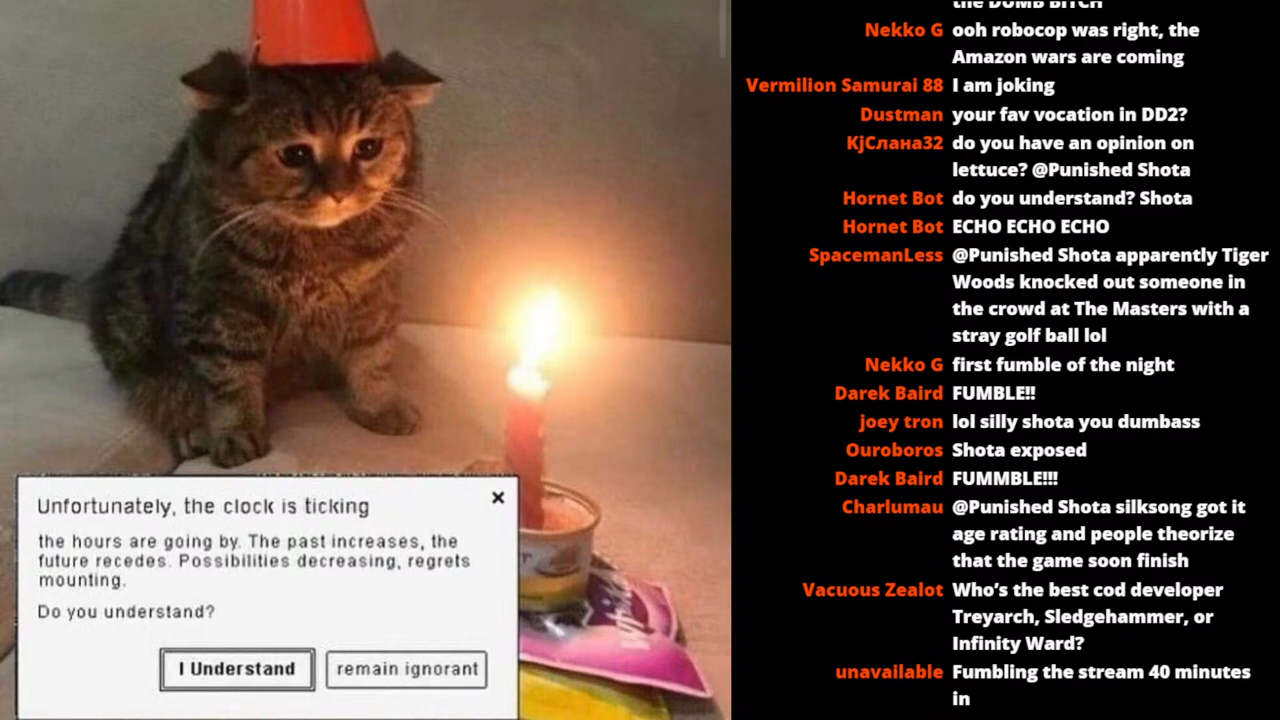 Unfortunately, the clock is ticking
the hours are going by. The past increases, the
future recedes. Possibilities decreasing, regrets
mounting.
Do you understand?
I Understand
remain ignorant
the DUMB BITCH
Nekko G ooh robocop was right, the
Amazon wars are coming
Vermilion Samurai 88 I am joking
Dustman your fav vocation in DD2?
KjСлана32 do you have an opinion on
lettuce? @Punished Shota
Hornet Bot do you understand? Shota
Hornet Bot ECHO ECHO ECHO
SpacemanLess @Punished Shota apparently Tiger
Woods knocked out someone in
the crowd at The Masters with a
stray golf ball lol
Nekko G first fumble of the night
Darek Baird FUMBLE!!
joey tron lol silly shota you dumbass
Ouroboros Shota exposed
Darek Baird FUMMBLE!!!
Charlumau @Punished Shota silksong got it
age rating and people theorize
that the game soon finish
Vacuous Zealot Who's the best cod developer
Treyarch, Sledgehammer, or
Infinity Ward?
unavailable Fumbling the stream 40 minutes
in